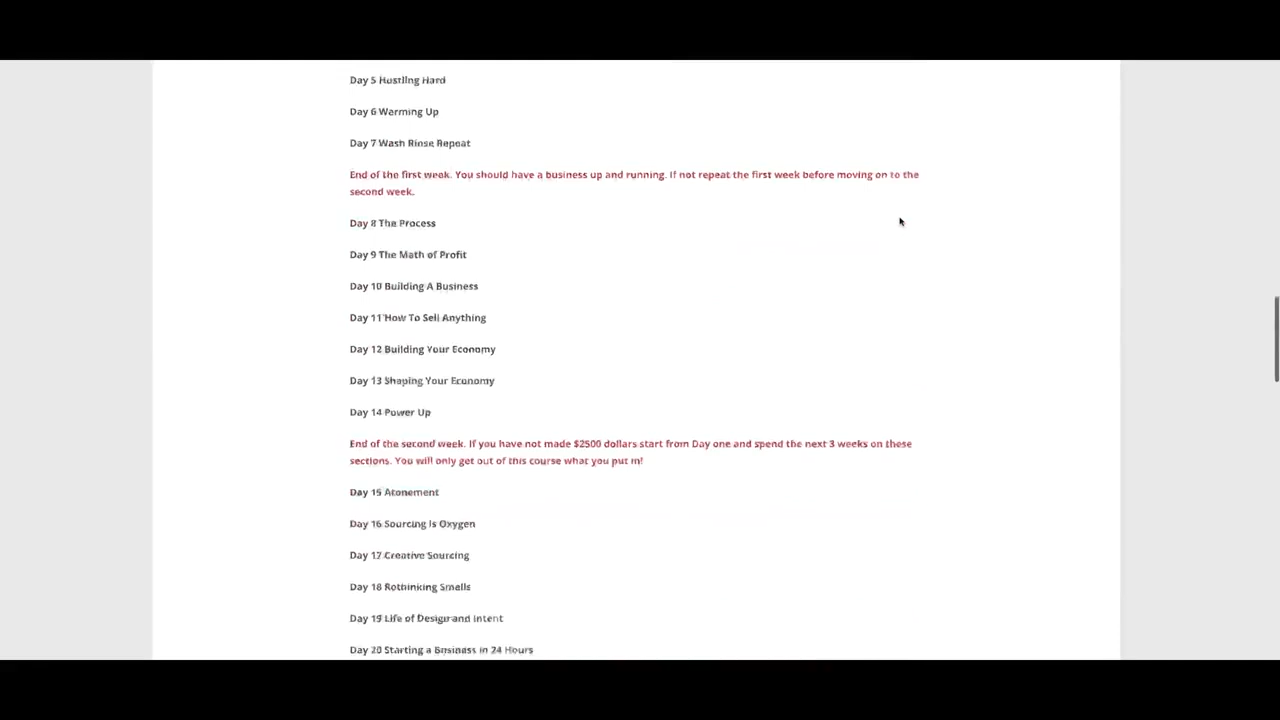 Day 5 Hustling Hard
Day 6 Warming Up
Day 7 Wash Rinse Repeat
End of the first week. You should have a business up and running. If not repeat the first week before moving on to the
second week.
Day 8 The Process
Day 9 The Math of Profit
Day 10 Building A Business
Day 11 How To Sell Anything
Day 12 Building Your Economy
Day 13 Shaping Your Economy
Day 14 Power Up
End of the second week. If you have not made $2500 dollars start from Day one and spend the next 3 weeks on these
sections. You will only get out of this course what you put in!
Day 15 Atonement
Day 16 Sourcing Is Oxygen
Day 17 Creative Sourcing
Day 18 Rethinking Smalls
Day 19 Life of Design and Intent
Day 20 Starting a Business in 24 Hours